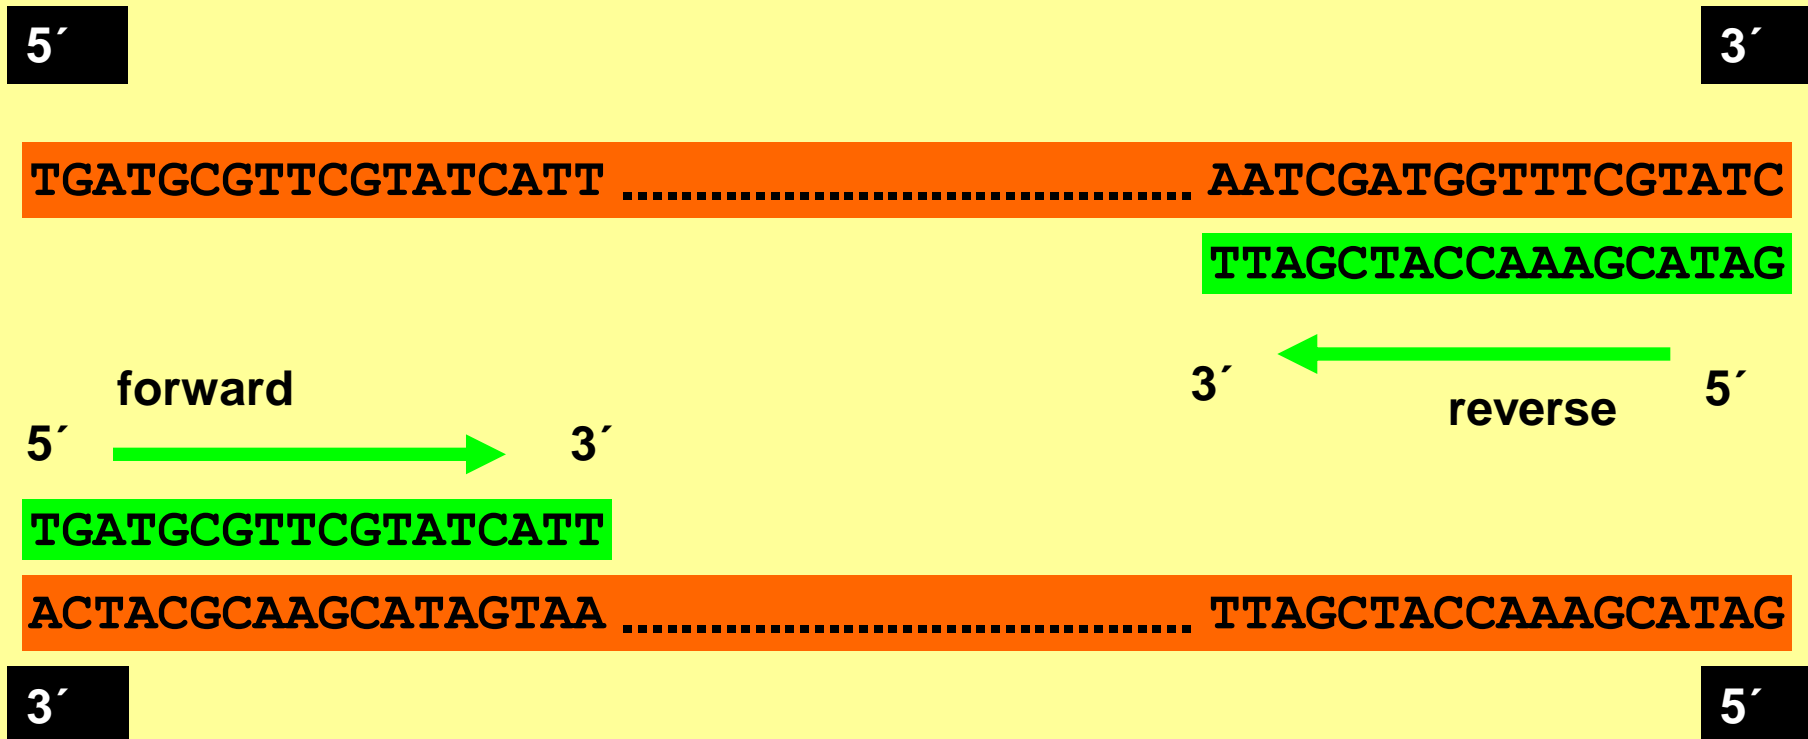 5´ 3´
TGATGCGTTCGTATCATT ....................................... AATCGATGGTTTCGTATC
TTAGCTACCAAAGCATAG
3´ 5´
forward reverse
5´ 3´
TGATGCGTTCGTATCATT
ACTACGCAAGCATAGTAA ....................................... TTAGCTACCAAAGCATAG
3´ 5´